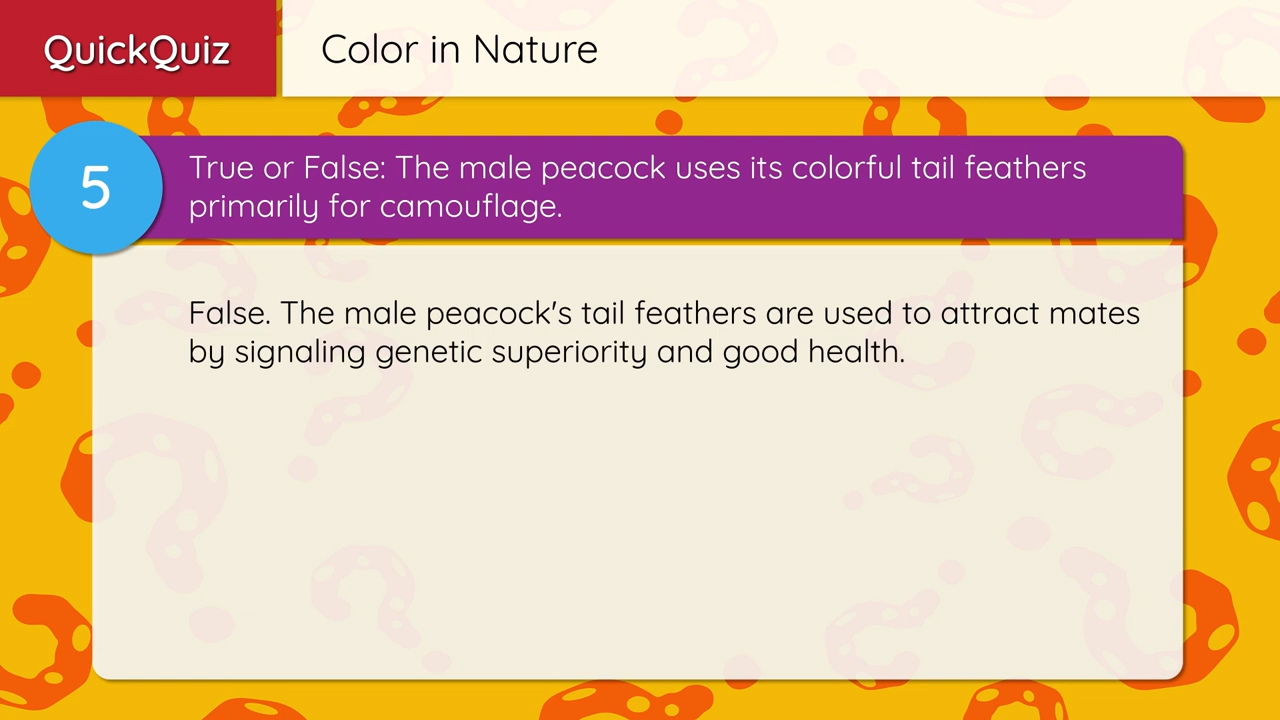 QuickQuiz
Color in Nature
5
True or False: The male peacock uses its colorful tail feathers
primarily for camouflage.
False. The male peacock's tail feathers are used to attract mates
by signaling genetic superiority and good health.